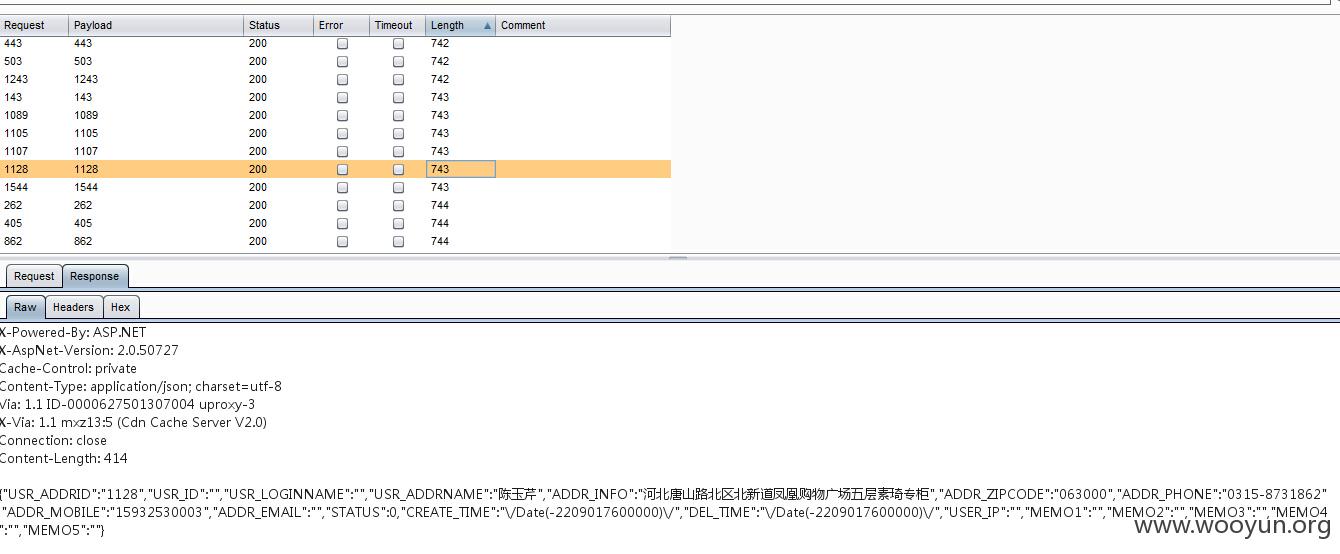 Request Payload Status Error Timeout Length Comment
443 443 200 742
503 503 200 742
1243 1243 200 742
143 143 200 743
1089 1089 200 743
1105 1105 200 743
1107 1107 200 743
1128 1128 200 743
1544 1544 200 743
262 262 200 744
405 405 200 744
862 862 200 744
Request Response
Raw Headers Hex
X-Powered-By: ASP.NET
X-AspNet-Version: 2.0.50727
Cache-Control: private
Content-Type: application/json; charset=utf-8
Via: 1.1 ID-0000627501307004 uproxy-3
X-Via: 1.1 mxz13:5 (Cdn Cache Server V2.0)
Connection: close
Content-Length: 414
{"USR_ADDRID":"1128","USR_ID":"","USR_LOGINNAME":"","USR_ADDRNAME":"陈玉芹","ADDR_INFO":"河北唐山路北区北新道凤凰购物广场五层素琦专柜","ADDR_ZIPCODE":"063000","ADDR_PHONE":"0315-8731862"
"ADDR_MOBILE":"15932530003","ADDR_EMAIL":"","STATUS":0,"CREATE_TIME":"\/Date(-2209017600000)\/","DEL_TIME":"\/Date(-2209017600000)\/","USER_IP":"","MEMO1":"","MEMO2":"","MEMO3":"","MEMO4
":"","MEMO5":""}
www.wooyun.org